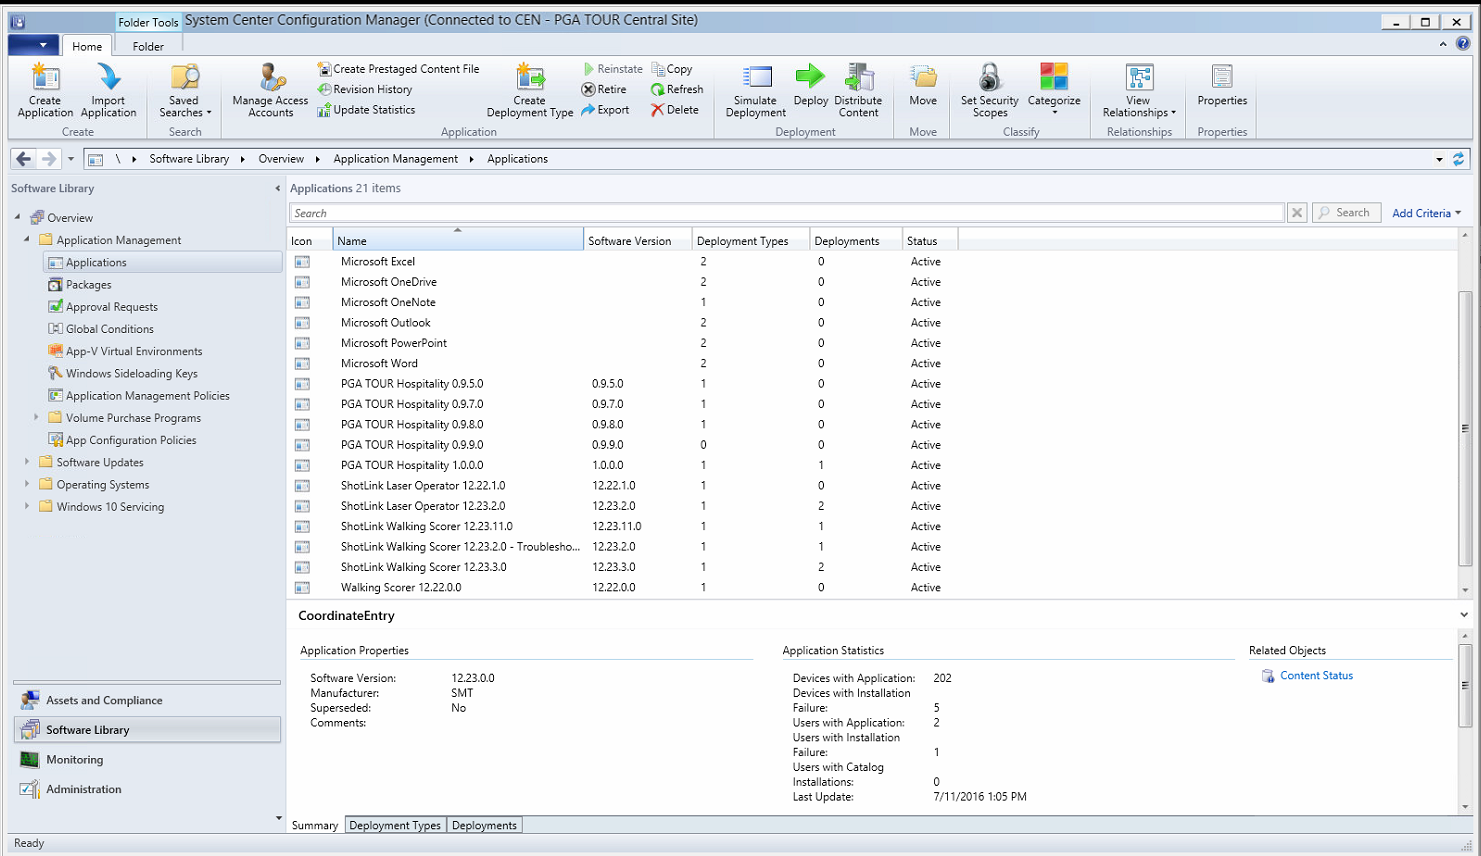 Folder Tools System Center Configuration Manager (Connected to CEN - PGA TOUR Central Site)
Home Folder
Create Application
Import Application
Create
Saved Searches
Search
Manage Access Accounts
Create Prestaged Content File
Revision History
Update Statistics
Create Deployment Type
Reinstate
Retire
Export
Copy
Refresh
Delete
Application
Simulate Deployment
Deploy
Distribute Content
Deployment
Move
Move
Set Security Scopes
Categorize
Classify
View Relationships
Relationships
Properties
Properties
\ Software Library Overview Application Management Applications
Software Library
Overview
Application Management
Applications
Packages
Approval Requests
Global Conditions
App-V Virtual Environments
Windows Sideloading Keys
Application Management Policies
Volume Purchase Programs
App Configuration Policies
Software Updates
Operating Systems
Windows 10 Servicing
Assets and Compliance
Software Library
Monitoring
Administration
Applications 21 items
Search Search Add Criteria
Icon Name Software Version Deployment Types Deployments Status
Microsoft Excel 2 0 Active
Microsoft OneDrive 2 0 Active
Microsoft OneNote 1 0 Active
Microsoft Outlook 2 0 Active
Microsoft PowerPoint 2 0 Active
Microsoft Word 2 0 Active
PGA TOUR Hospitality 0.9.5.0 0.9.5.0 1 0 Active
PGA TOUR Hospitality 0.9.7.0 0.9.7.0 1 0 Active
PGA TOUR Hospitality 0.9.8.0 0.9.8.0 1 0 Active
PGA TOUR Hospitality 0.9.9.0 0.9.9.0 0 0 Active
PGA TOUR Hospitality 1.0.0.0 1.0.0.0 1 1 Active
ShotLink Laser Operator 12.22.1.0 12.22.1.0 1 0 Active
ShotLink Laser Operator 12.23.2.0 12.23.2.0 1 2 Active
ShotLink Walking Scorer 12.23.11.0 12.23.11.0 1 1 Active
ShotLink Walking Scorer 12.23.2.0 - Troublesho... 12.23.2.0 1 1 Active
ShotLink Walking Scorer 12.23.3.0 12.23.3.0 1 2 Active
Walking Scorer 12.22.0.0 12.22.0.0 1 0 Active
CoordinateEntry
Application Properties
Software Version: 12.23.0.0
Manufacturer: SMT
Superseded: No
Comments:
Application Statistics
Devices with Application: 202
Devices with Installation
Failure: 5
Users with Application: 2
Users with Installation
Failure: 1
Users with Catalog
Installations: 0
Last Update: 7/11/2016 1:05 PM
Related Objects
Content Status
Summary Deployment Types Deployments
Ready